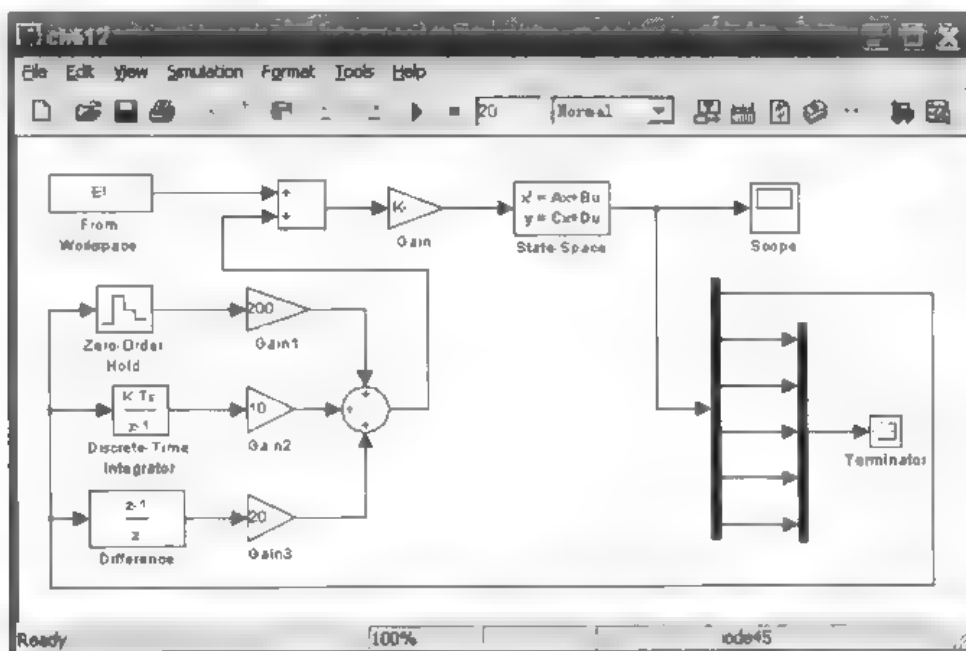 ch612
File Edit View Simulation Format Tools Help
20 Normal
E!
From
Workspace
K-
Gain
x' = Ax+Bu
y = Cx+Du
State-Space
Scope
Zero-Order
Hold
200
Gain1
K Ts
z-1
Discrete-Time
Integrator
10
Gain2
Terminator
z-1
z
Difference
20
Gain3
Ready 100% ode45